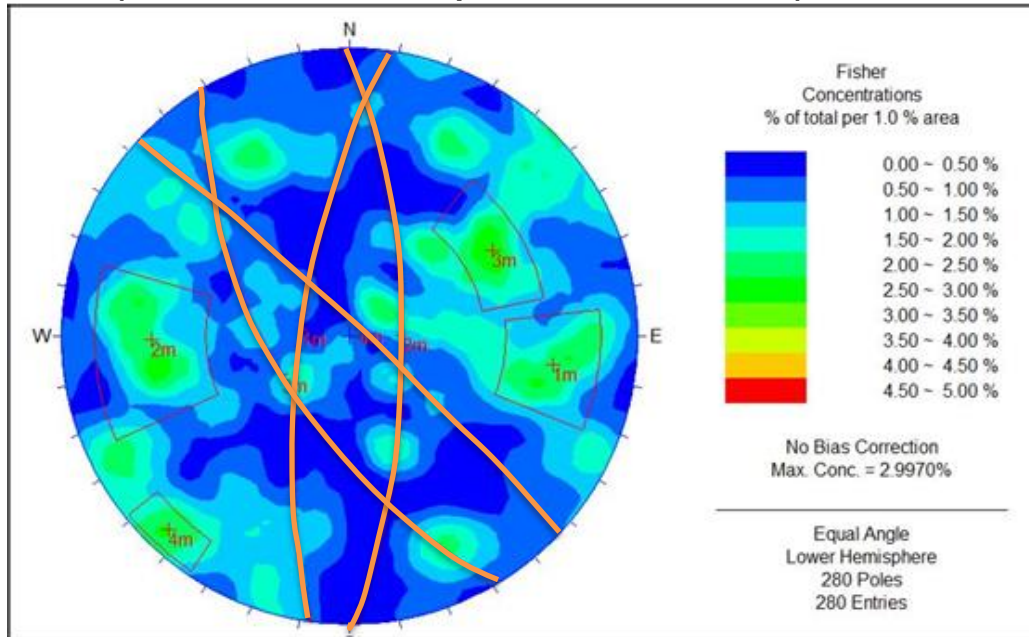 N
W
E
3m
2m
1m
4m
Fisher
Concentrations
% of total per 1.0 % area
0.00 ~ 0.50 %
0.50 ~ 1.00 %
1.00 ~ 1.50 %
1.50 ~ 2.00 %
2.00 ~ 2.50 %
2.50 ~ 3.00 %
3.00 ~ 3.50 %
3.50 ~ 4.00 %
4.00 ~ 4.50 %
4.50 ~ 5.00 %
No Bias Correction
Max. Conc. = 2.9970%
Equal Angle
Lower Hemisphere
280 Poles
280 Entries